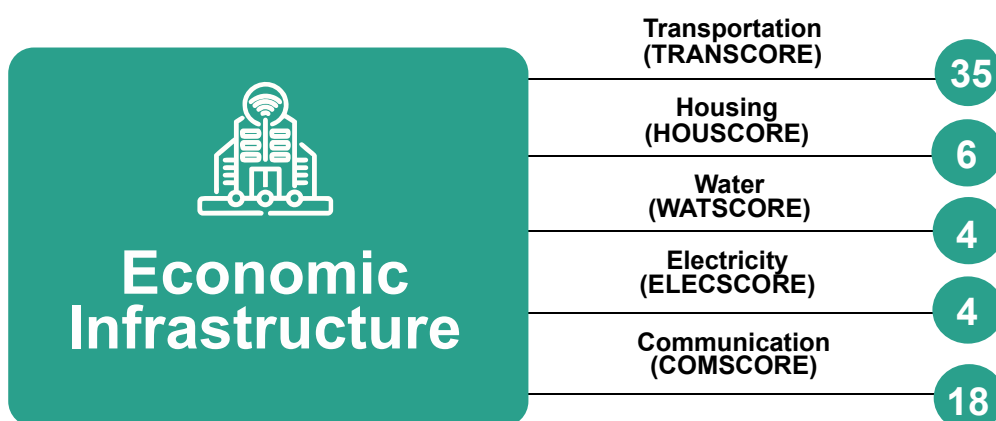 Economic
Infrastructure
Transportation
(TRANSCORE)
35
Housing
(HOUSCORE)
6
Water
(WATSCORE)
4
Electricity
(ELECSCORE)
4
Communication
(COMSCORE)
18